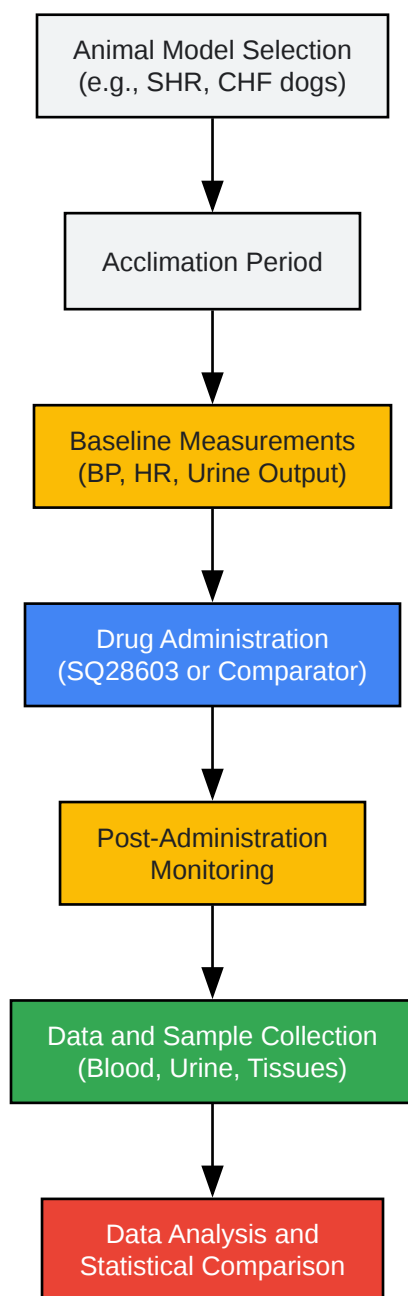 Animal Model Selection
(e.g., SHR, CHF dogs)
Acclimation Period
Baseline Measurements
(BP, HR, Urine Output)
Drug Administration
(SQ28603 or Comparator)
Post-Administration
Monitoring
Data and Sample Collection
(Blood, Urine, Tissues)
Data Analysis and
Statistical Comparison